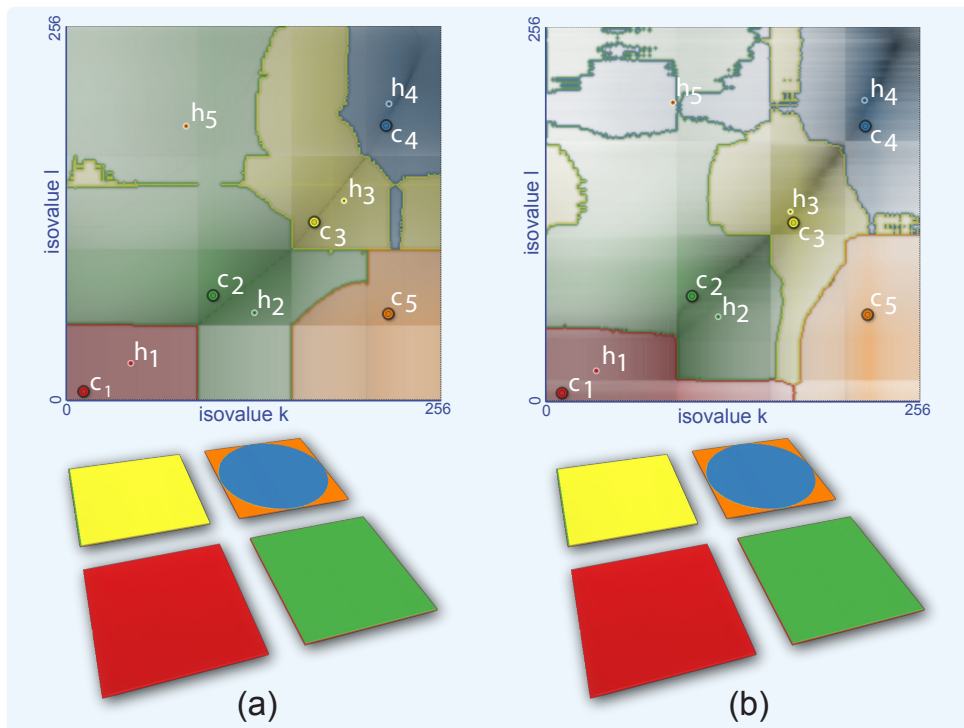 256
isovalue l
0
h5
h4
c4
h3
c3
c2
h2
c5
h1
c1
0
isovalue k
256
(a)
256
isovalue l
0
h5
h4
c4
h3
c3
c2
h2
c5
h1
c1
0
isovalue k
256
(b)